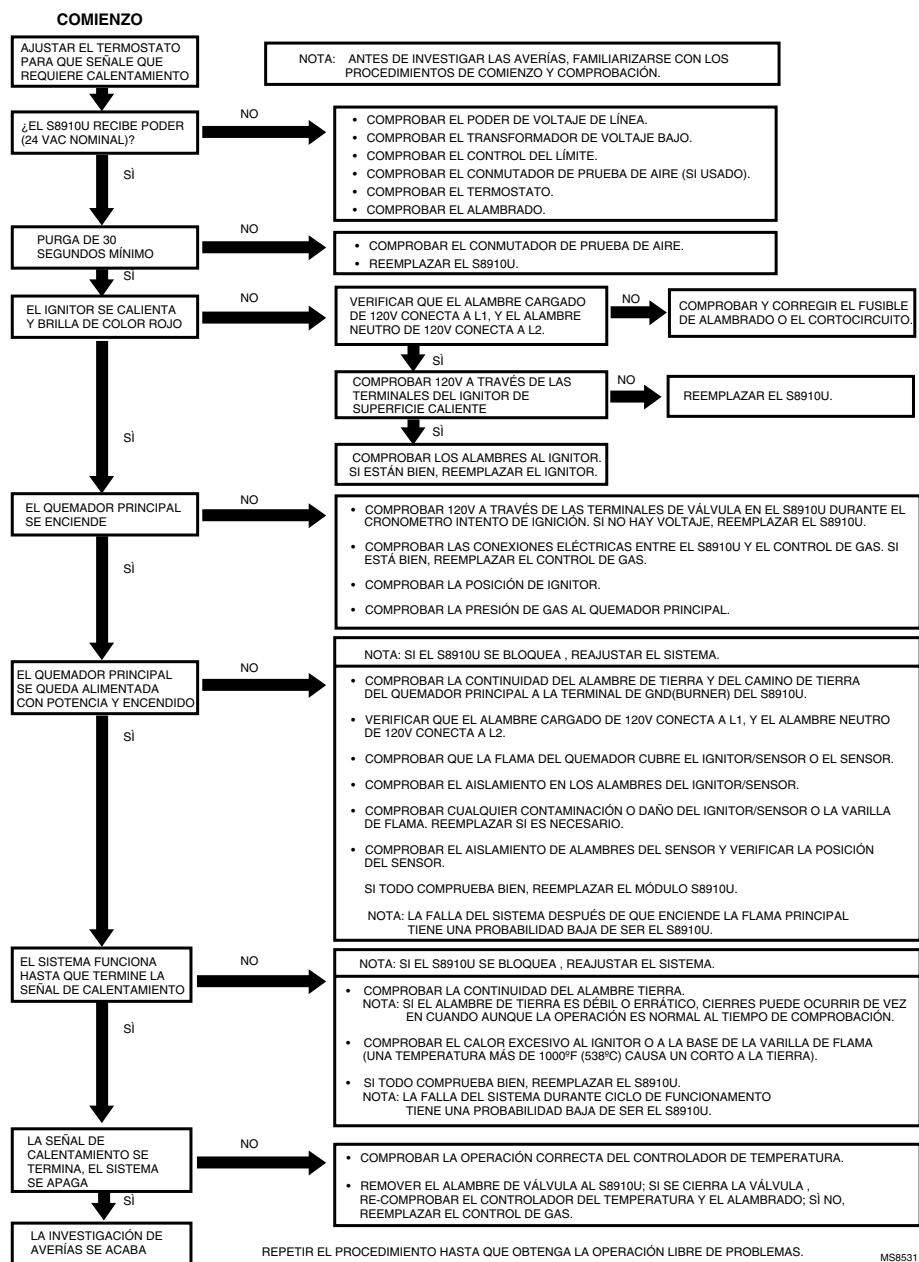 COMIENZO
AJUSTAR EL TERMOSTATO
PARA QUE SEÑALE QUE
REQUIERE CALENTAMIENTO
NOTA: ANTES DE INVESTIGAR LAS AVERÍAS, FAMILIARIZARSE CON LOS
PROCEDIMIENTOS DE COMIENZO Y COMPROBACIÓN.
¿EL S8910U RECIBE PODER
(24 VAC NOMINAL)?
NO
• COMPROBAR EL PODER DE VOLTAJE DE LÍNEA.
• COMPROBAR EL TRANSFORMADOR DE VOLTAJE BAJO.
• COMPROBAR EL CONTROL DEL LÍMITE.
• COMPROBAR EL CONMUTADOR DE PRUEBA DE AIRE (SI USADO).
• COMPROBAR EL TERMOSTATO.
• COMPROBAR EL ALAMBRADO.
SÌ
PURGA DE 30
SEGUNDOS MÍNIMO
NO
• COMPROBAR EL CONMUTADOR DE PRUEBA DE AIRE.
• REEMPLAZAR EL S8910U.
SÌ
EL IGNITOR SE CALIENTA
Y BRILLA DE COLOR ROJO
NO
VERIFICAR QUE EL ALAMBRE CARGADO
DE 120V CONECTA A L1, Y EL ALAMBRE
NEUTRO DE 120V CONECTA A L2.
NO
COMPROBAR Y CORREGIR EL FUSIBLE
DE ALAMBRADO O EL CORTOCIRCUITO.
SÌ
COMPROBAR 120V A TRAVÉS DE LAS
TERMINALES DEL IGNITOR DE
SUPERFICIE CALIENTE
NO
REEMPLAZAR EL S8910U.
SÌ
COMPROBAR LOS ALAMBRES AL IGNITOR.
SI ESTÁN BIEN, REEMPLAZAR EL IGNITOR.
SÌ
EL QUEMADOR PRINCIPAL
SE ENCIENDE
NO
• COMPROBAR 120V A TRAVÉS DE LAS TERMINALES DE VÁLVULA EN EL S8910U DURANTE EL
CRONOMETRO INTENTO DE IGNICIÓN. SI NO HAY VOLTAJE, REEMPLAZAR EL S8910U.
• COMPROBAR LAS CONEXIONES ELÉCTRICAS ENTRE EL S8910U Y EL CONTROL DE GAS. SI
ESTÁ BIEN, REEMPLAZAR EL CONTROL DE GAS.
• COMPROBAR LA POSICIÓN DE IGNITOR.
• COMPROBAR LA PRESIÓN DE GAS AL QUEMADOR PRINCIPAL.
SÌ
EL QUEMADOR PRINCIPAL
SE QUEDA ALIMENTADA
CON POTENCIA Y ENCENDIDO
NO
NOTA: SI EL S8910U SE BLOQUEA , REAJUSTAR EL SISTEMA.
• COMPROBAR LA CONTINUIDAD DEL ALAMBRE DE TIERRA Y DEL CAMINO DE TIERRA
DEL QUEMADOR PRINCIPAL A LA TERMINAL DE GND(BURNER) DEL S8910U.
• VERIFICAR QUE EL ALAMBRE CARGADO DE 120V CONECTA A L1, Y EL ALAMBRE NEUTRO
DE 120V CONECTA A L2.
• COMPROBAR QUE LA FLAMA DEL QUEMADOR CUBRE EL IGNITOR/SENSOR O EL SENSOR.
• COMPROBAR EL AISLAMIENTO EN LOS ALAMBRES DEL IGNITOR/SENSOR.
• COMPROBAR CUALQUIER CONTAMINACIÓN O DAÑO DEL IGNITOR/SENSOR O LA VARILLA
DE FLAMA. REEMPLAZAR SI ES NECESARIO.
• COMPROBAR EL AISLAMIENTO DE ALAMBRES DEL SENSOR Y VERIFICAR LA POSICIÓN
DEL SENSOR.
SI TODO COMPRUEBA BIEN, REEMPLAZAR EL MÓDULO S8910U.
NOTA: LA FALLA DEL SISTEMA DESPUÉS DE QUE ENCIENDE LA FLAMA PRINCIPAL
TIENE UNA PROBABILIDAD BAJA DE SER EL S8910U.
SÌ
EL SISTEMA FUNCIONA
HASTA QUE TERMINE LA
SEÑAL DE CALENTAMIENTO
NO
NOTA: SI EL S8910U SE BLOQUEA , REAJUSTAR EL SISTEMA.
• COMPROBAR LA CONTINUIDAD DEL ALAMBRE TIERRA.
NOTA: SI EL ALAMBRE DE TIERRA ES DÉBIL O ERRÁTICO, CIERRES PUEDE OCURRIR DE VEZ
EN CUANDO AUNQUE LA OPERACIÓN ES NORMAL AL TIEMPO DE COMPROBACIÓN.
• COMPROBAR EL CALOR EXCESIVO AL IGNITOR O A LA BASE DE LA VARILLA DE FLAMA
(UNA TEMPERATURA MÁS DE 1000ºF (538ºC) CAUSA UN CORTO A LA TIERRA).
• SI TODO COMPRUEBA BIEN, REEMPLAZAR EL S8910U.
NOTA: LA FALLA DEL SISTEMA DURANTE CICLO DE FUNCIONAMENTO
TIENE UNA PROBABILIDAD BAJA DE SER EL S8910U.
SÌ
LA SEÑAL DE
CALENTAMIENTO SE
TERMINA, EL SISTEMA
SE APAGA
NO
• COMPROBAR LA OPERACIÓN CORRECTA DEL CONTROLADOR DE TEMPERATURA.
• REMOVER EL ALAMBRE DE VÁLVULA AL S8910U; SI SE CIERRA LA VÁLVULA ,
RE-COMPROBAR EL CONTROLADOR DEL TEMPERATURA Y EL ALAMBRADO; SÌ NO,
REEMPLAZAR EL CONTROL DE GAS.
SÌ
LA INVESTIGACIÓN DE
AVERÍAS SE ACABA
REPETIR EL PROCEDIMIENTO HASTA QUE OBTENGA LA OPERACIÓN LIBRE DE PROBLEMAS.
MS8531